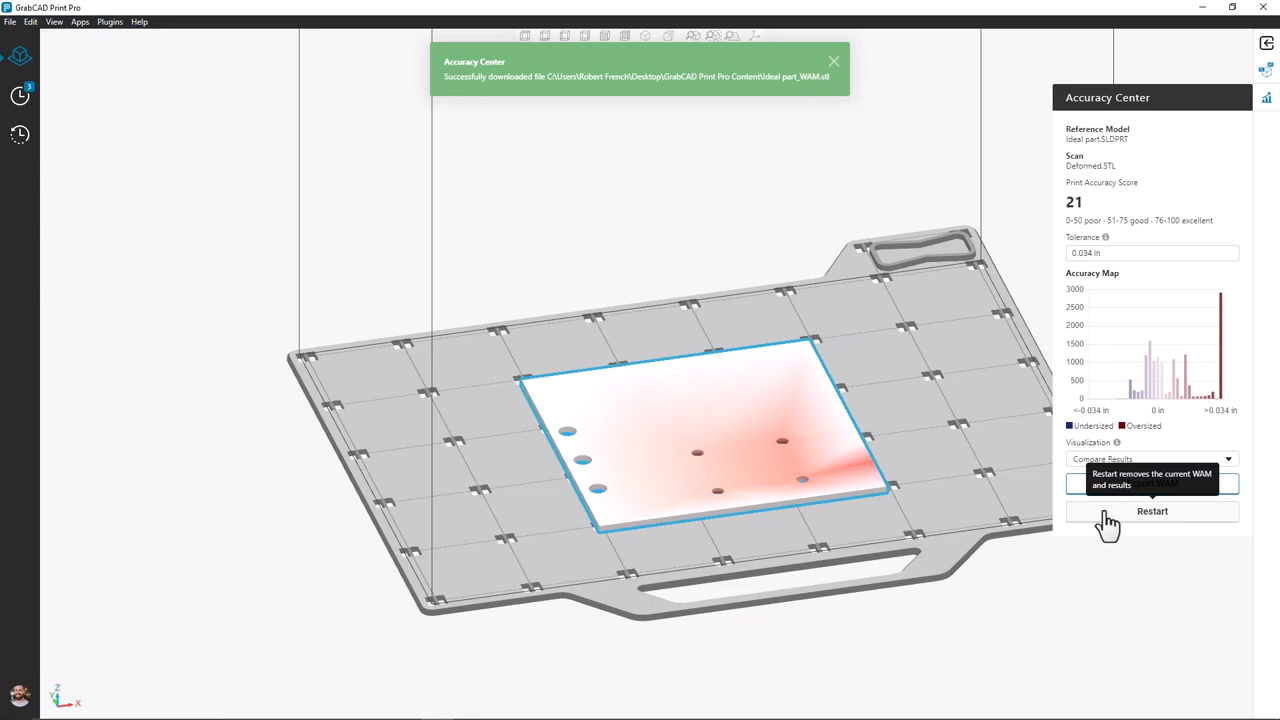 GrabCAD Print Pro
File Edit View Apps Plugins Help
3
Accuracy Center
Successfully downloaded file C:\Users\Robert French\Desktop\GrabCAD Print Pro Content\Ideal part_WAM.stl
Accuracy Center
Reference Model
Ideal part.SLDPRT
Scan
Deformed.STL
Print Accuracy Score
21
0-50 poor · 51-75 good · 76-100 excellent
Tolerance
0.034 in
Accuracy Map
3000
2500
2000
1500
1000
500
0
<-0.034 in 0 in >0.034 in
Undersized Oversized
Visualization
Compare Results
Restart removes the current WAM
and results
Restart
Z
Y
X